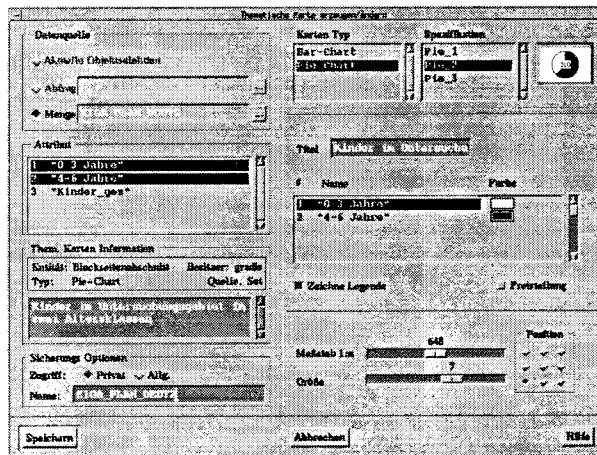 Thematische Karte erzeugen/ändern
Datenquelle
Aktuelle Objektselektion
Abfrag
Menge
Attribut
1 "0-3 Jahre"
2 "4-6 Jahre"
3 "Kinder_ges"
Them. Karten Information
Entität: Blockseitenabschnitt Besitzer: gradle
Typ: Pie-Chart Quelle: Set
Kinder im Untersuchungsgebiet in
zwei Altersklassen
Sicherungs Optionen
Zugriff: Privat Allg.
Name: KIGA_PLAN_DEUTZ
Speichern
Karten Typ
Bar-Chart
Pie-Chart
Spezifikation
Pie_1
Pie_2
Pie_3
Titel Kinder im Untersuchu
# Name Farbe
1 "0-3 Jahre"
2 "4-6 Jahre"
Zeichne Legende Freistellung
648
Maßstab 1:m
7
Größe
Position
Abbrechen
Hilfe